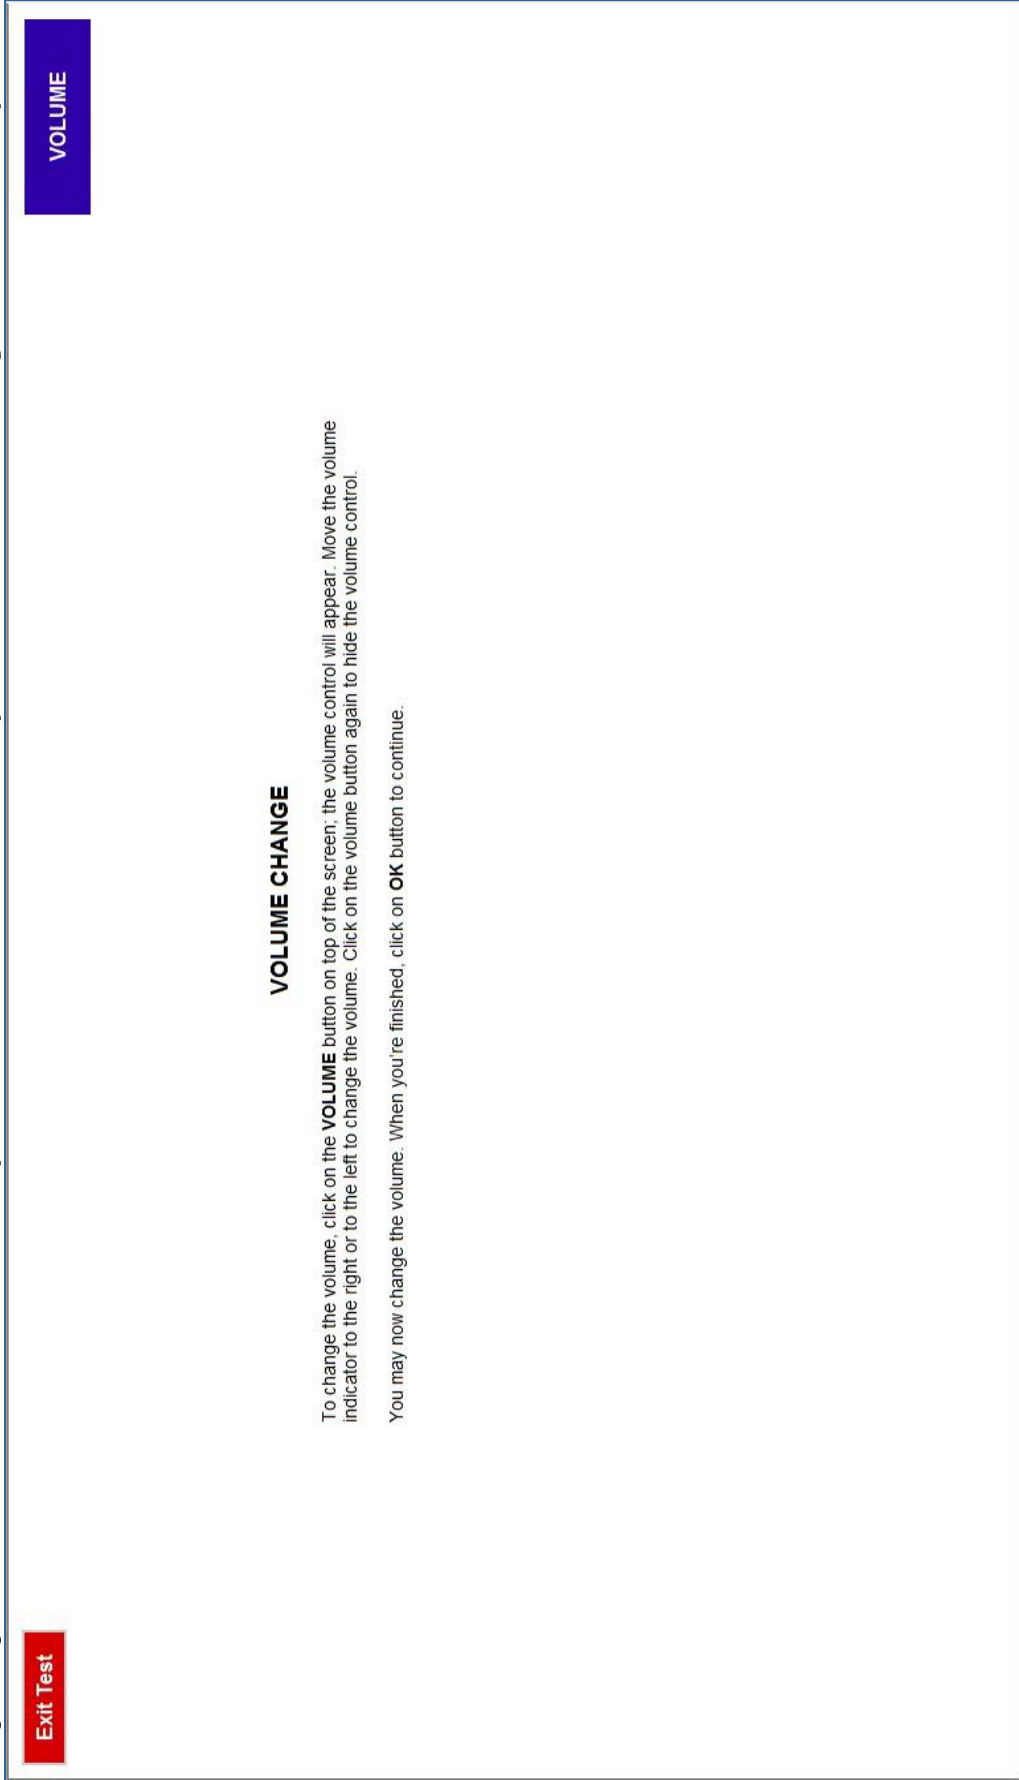 Exit Test
VOLUME
VOLUME CHANGE
To change the volume, click on the VOLUME button on top of the screen; the volume control will appear. Move the volume
indicator to the right or to the left to change the volume. Click on the volume button again to hide the volume control.
You may now change the volume. When you're finished, click on OK button to continue.